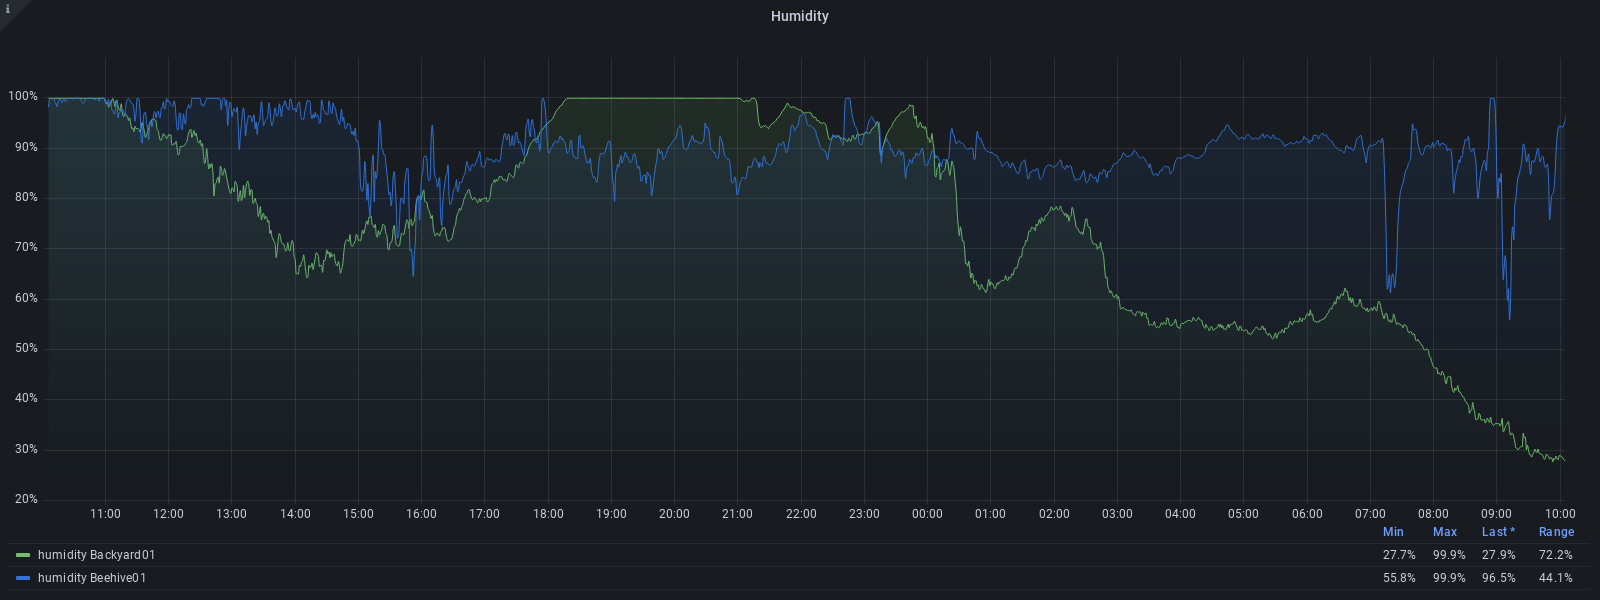 i
Humidity
100%
90%
80%
70%
60%
50%
40%
30%
20%
11:00 12:00 13:00 14:00 15:00 16:00 17:00 18:00 19:00 20:00 21:00 22:00 23:00 00:00 01:00 02:00 03:00 04:00 05:00 06:00 07:00 08:00 09:00 10:00
Min Max Last * Range
humidity Backyard01 27.7% 99.9% 27.9% 72.2%
humidity Beehive01 55.8% 99.9% 96.5% 44.1%